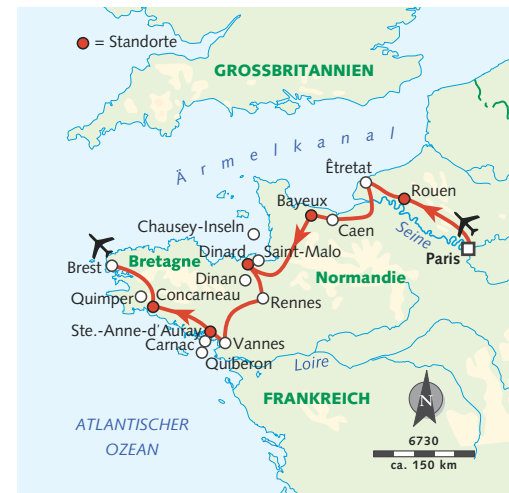 = Standorte
GROSSBRITANNIEN
Ärmelkanal
Êtretat
Rouen
Bayeux
Caen
Seine
Chausey-Inseln
Paris
Dinard
Saint-Malo
Bretagne
Brest
Dinan
Normandie
Quimper
Concarneau
Rennes
Ste.-Anne-d'Auray
Carnac
Vannes
Quiberon
Loire
FRANKREICH
N
ATLANTISCHER
OZEAN
6730
ca. 150 km